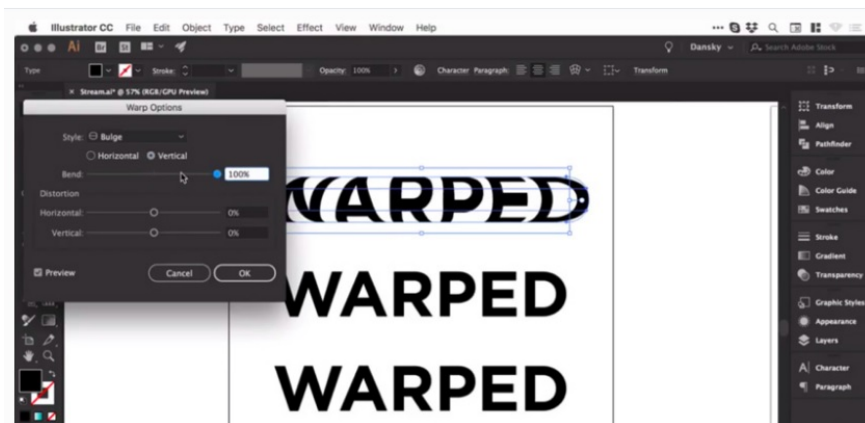 Illustrator CC File Edit Object Type Select Effect View Window Help
Ai Br St Dansky Search Adobe Stock
Type Stroke: Opacity: 100% Character Paragraph: Transform
× Stream.ai* @ 57% (RGB/GPU Preview)
Warp Options
Style: Bulge
Horizontal Vertical
Bend: 100%
Distortion
Horizontal: 0%
Vertical: 0%
Preview Cancel OK
WARPED
WARPED
WARPED
Transform
Align
Pathfinder
Color
Color Guide
Swatches
Stroke
Gradient
Transparency
Graphic Styles
Appearance
Layers
Character
Paragraph